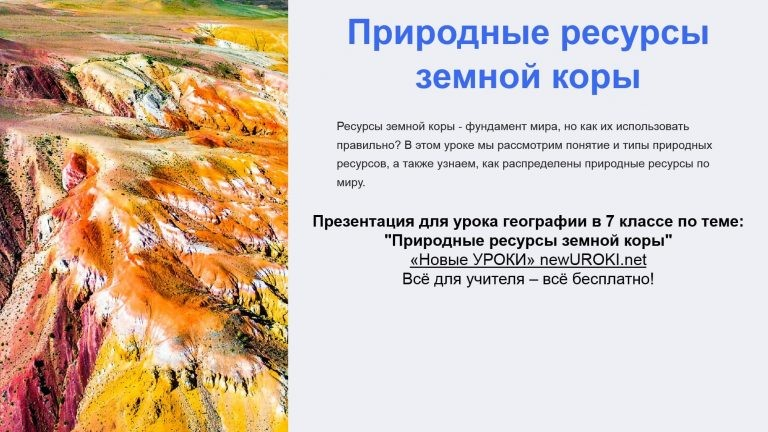 Природные ресурсы
земной коры
Ресурсы земной коры - фундамент мира, но как их использовать
правильно? В этом уроке мы рассмотрим понятие и типы природных
ресурсов, а также узнаем, как распределены природные ресурсы по
миру.
Презентация для урока географии в 7 классе по теме:
"Природные ресурсы земной коры"
«Новые УРОКИ» newUROKI.net
Всё для учителя – всё бесплатно!